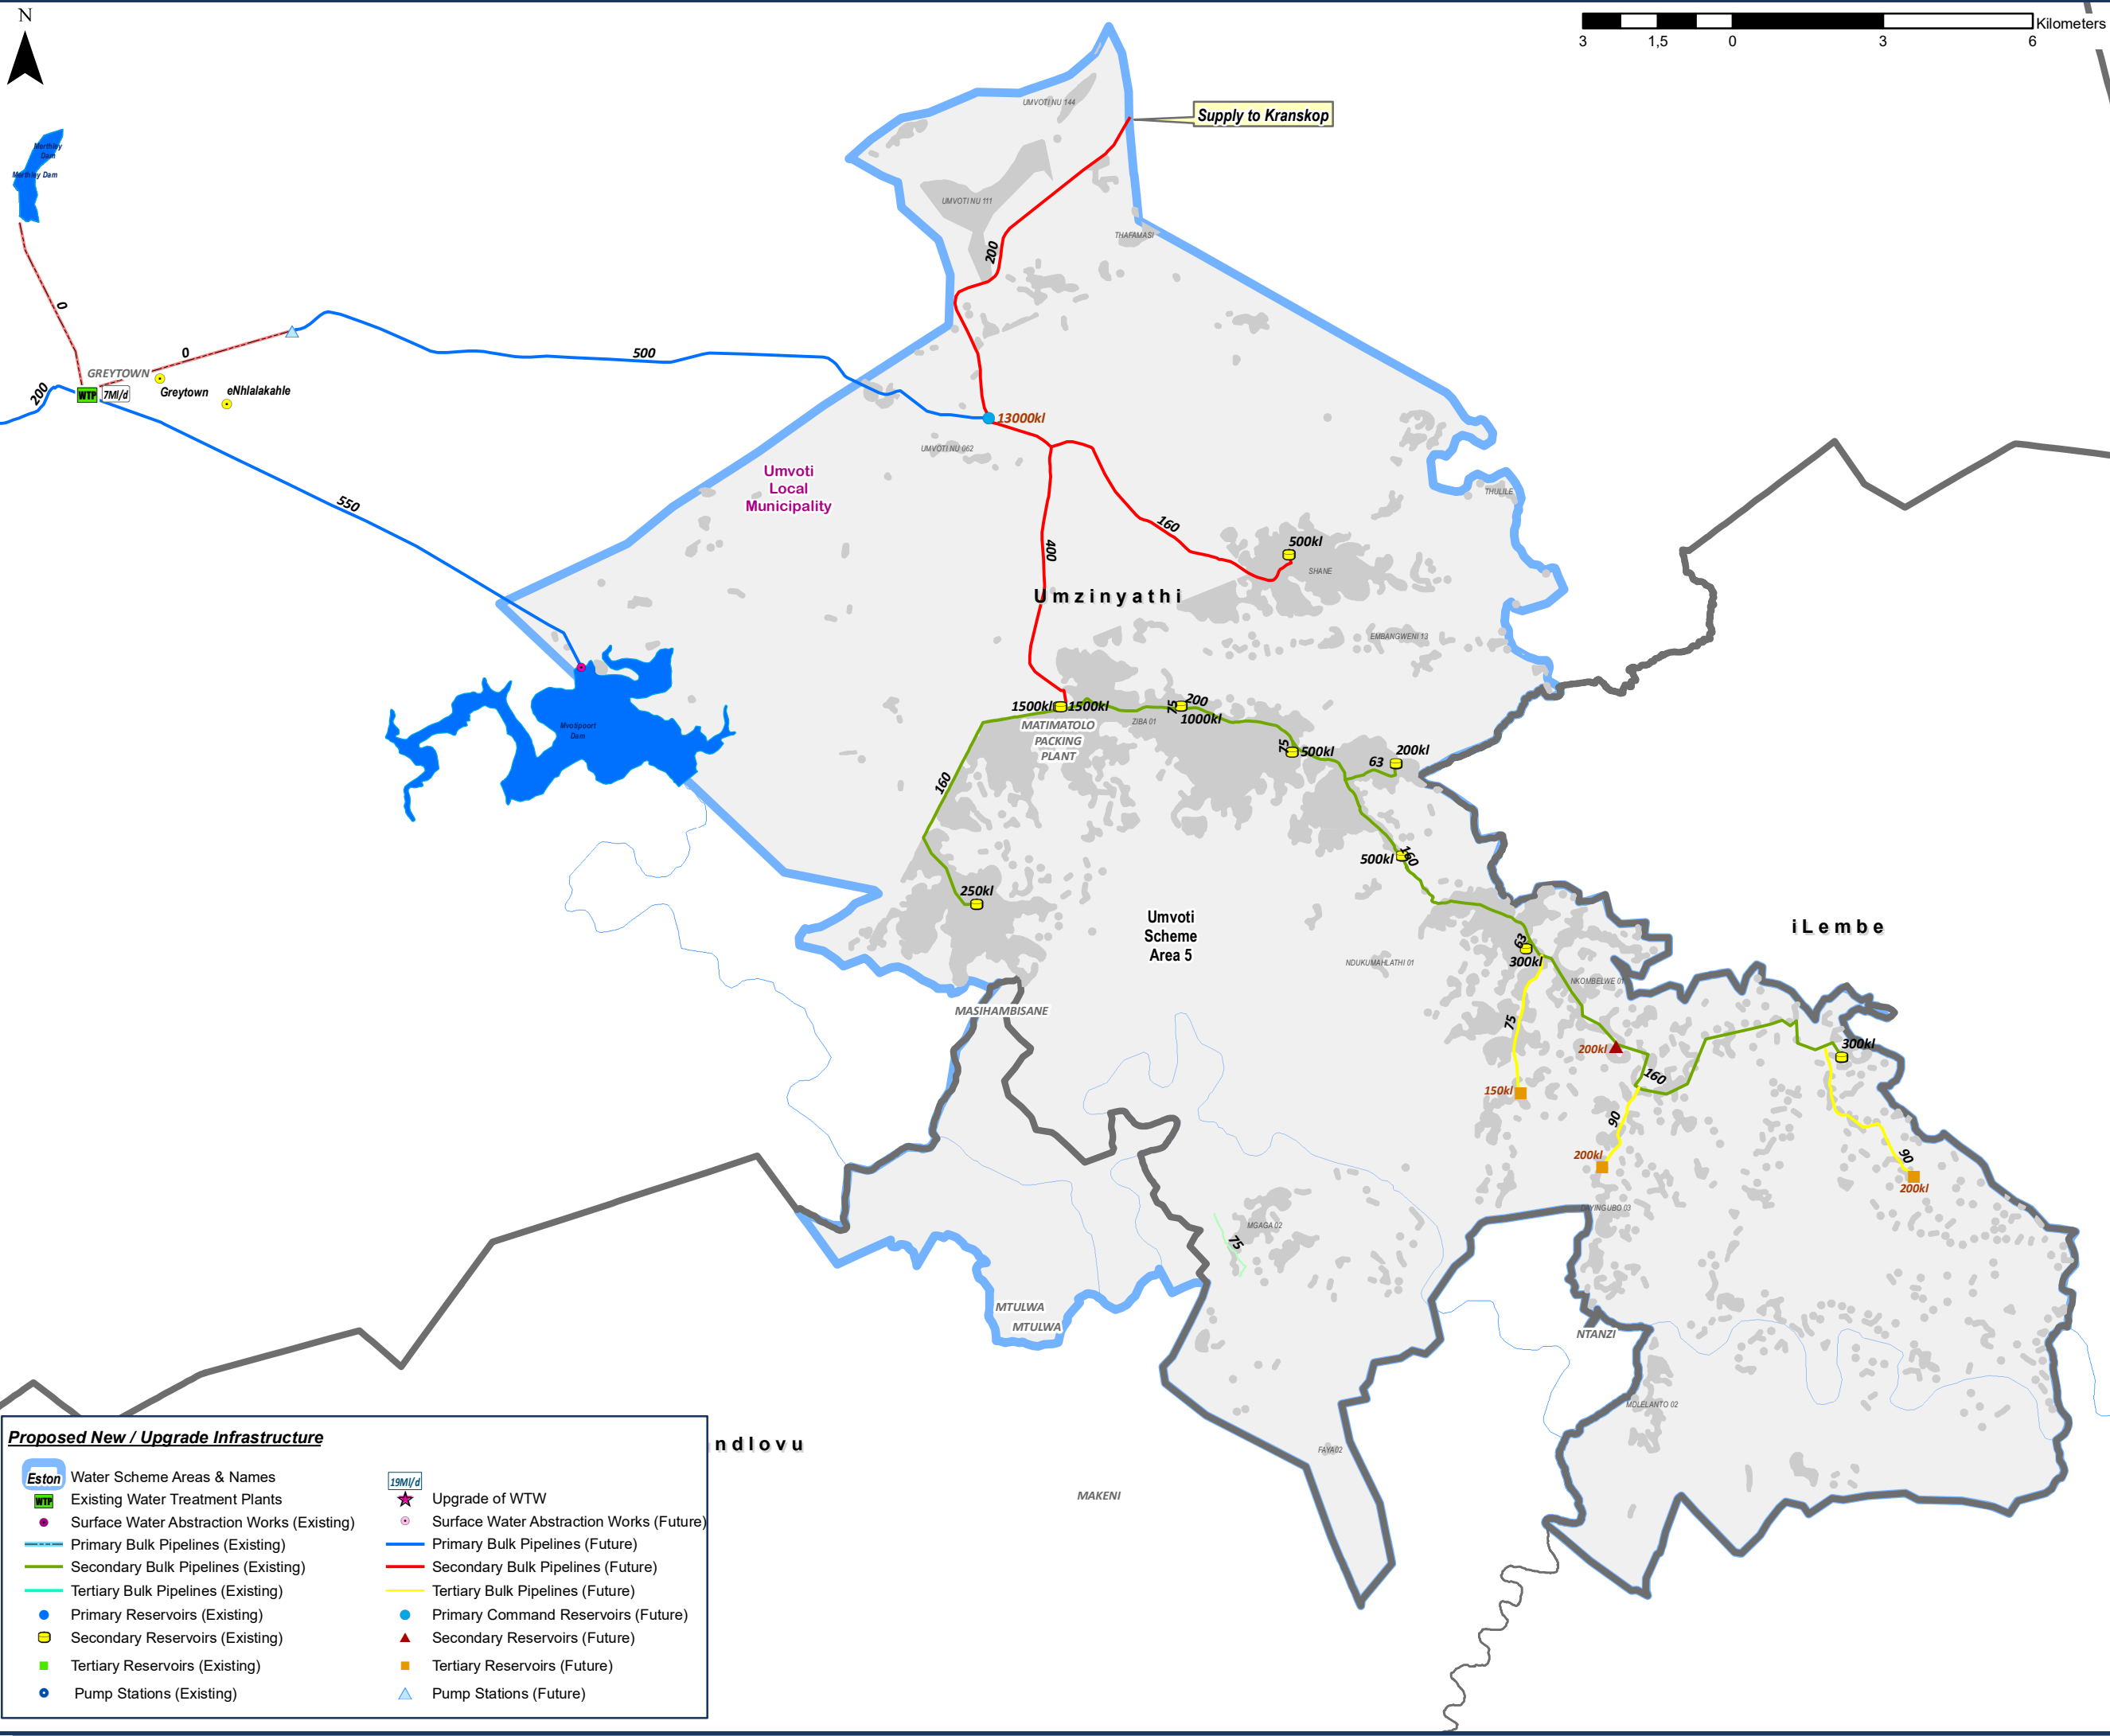 N
Kilometers
3 1,5 0 3 6
Supply to Kranskop
UMVOTI NU 144
Merthley
Dam
Merthley Dam
UMVOTI NU 111
THAFAMASI
200
0
0
500
GREYTOWN
WTP
7Ml/d
Greytown
eNhlalakahle
200
13000kl
UMVOTI NU 062
Umvoti
Local
Municipality
550
THULILE
160
400
500kl
SHANE
Umzinyathi
EMBANGWENI 13
1500kl
1500kl
75
200
1000kl
ZIBA 01
MATIMATOLO
PACKING
PLANT
Mvotipoort
Dam
75
500kl
200kl
63
160
500kl
160
250kl
Umvoti
Scheme
Area 5
iLembe
63
300kl
NDUKUMAHLATHI 01
NKOMBELWE 01
MASIHAMBISANE
75
200kl
300kl
160
150kl
90
200kl
90
200kl
DAYINGUBO 03
MGAGA 02
75
MTULWA
MTULWA
NTANZI
MDLELANTO 02
FAYA02
ndlovu
MAKENI
Proposed New / Upgrade Infrastructure
Eston Water Scheme Areas & Names
19Ml/d
WTP Existing Water Treatment Plants
Upgrade of WTW
Surface Water Abstraction Works (Existing)
Surface Water Abstraction Works (Future)
Primary Bulk Pipelines (Existing)
Primary Bulk Pipelines (Future)
Secondary Bulk Pipelines (Existing)
Secondary Bulk Pipelines (Future)
Tertiary Bulk Pipelines (Existing)
Tertiary Bulk Pipelines (Future)
Primary Reservoirs (Existing)
Primary Command Reservoirs (Future)
Secondary Reservoirs (Existing)
Secondary Reservoirs (Future)
Tertiary Reservoirs (Existing)
Tertiary Reservoirs (Future)
Pump Stations (Existing)
Pump Stations (Future)